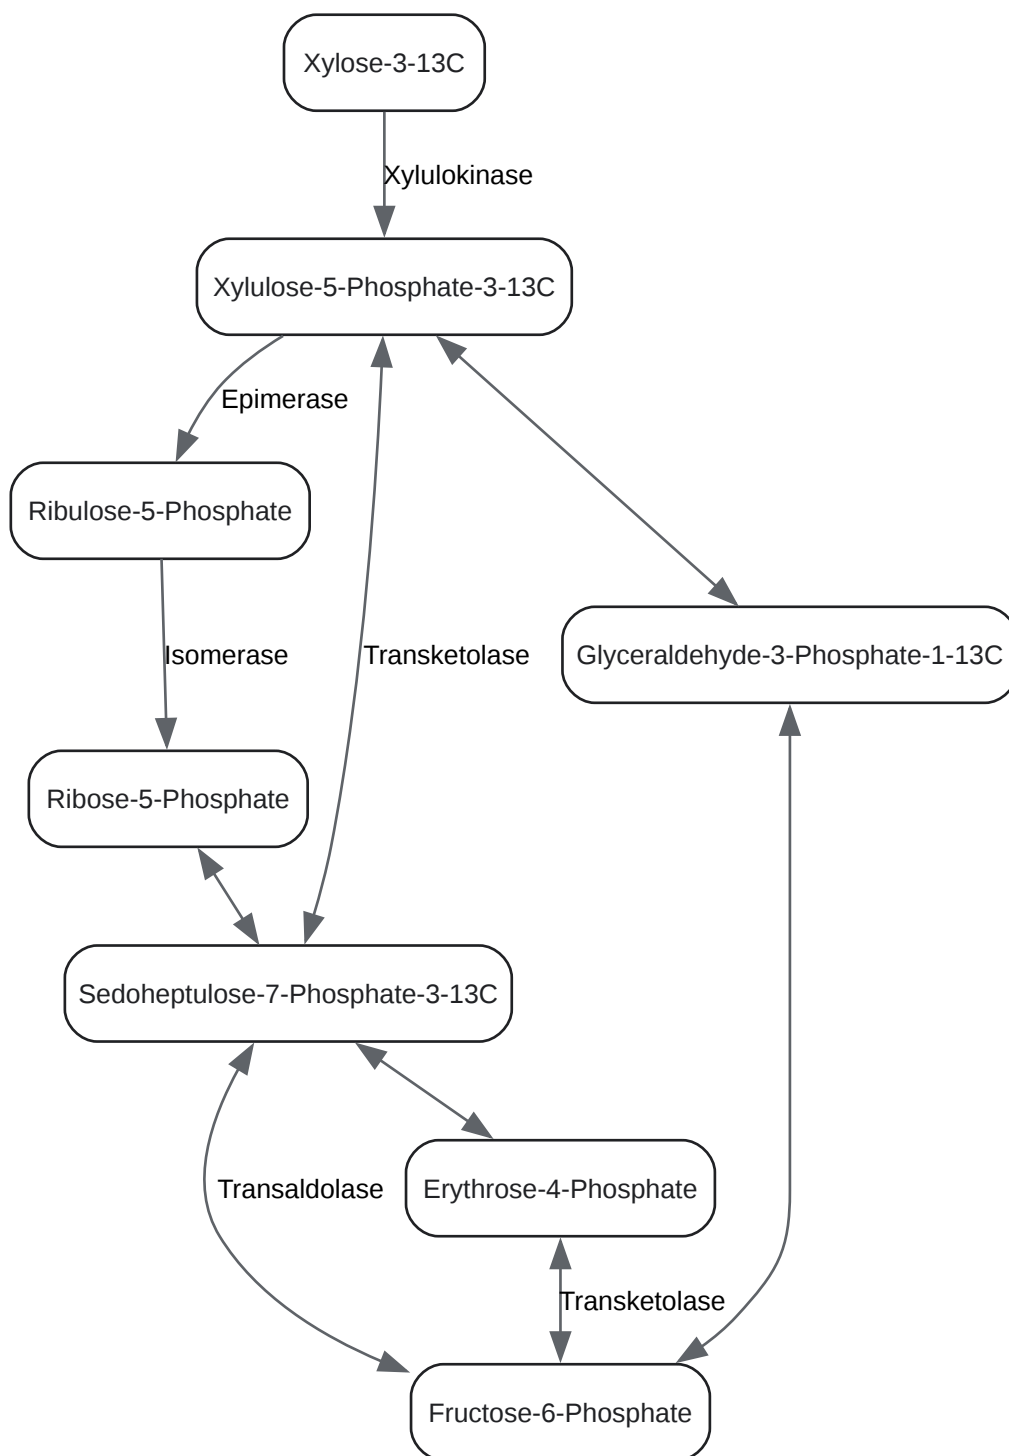 Xylose-3-13C
Xylulokinase
Xylulose-5-Phosphate-3-13C
Epimerase
Ribulose-5-Phosphate
Isomerase
Transketolase
Glyceraldehyde-3-Phosphate-1-13C
Ribose-5-Phosphate
Sedoheptulose-7-Phosphate-3-13C
Transaldolase
Erythrose-4-Phosphate
Transketolase
Fructose-6-Phosphate